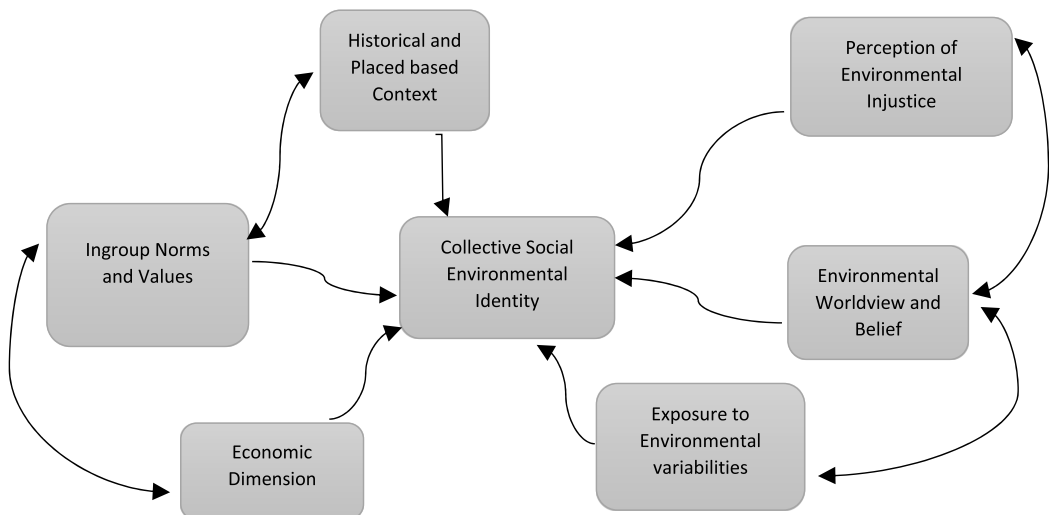 Historical and
Placed based
Context
Perception of
Environmental
Injustice
Ingroup Norms
and Values
Collective Social
Environmental
Identity
Environmental
Worldview and
Belief
Exposure to
Environmental
variabilities
Economic
Dimension